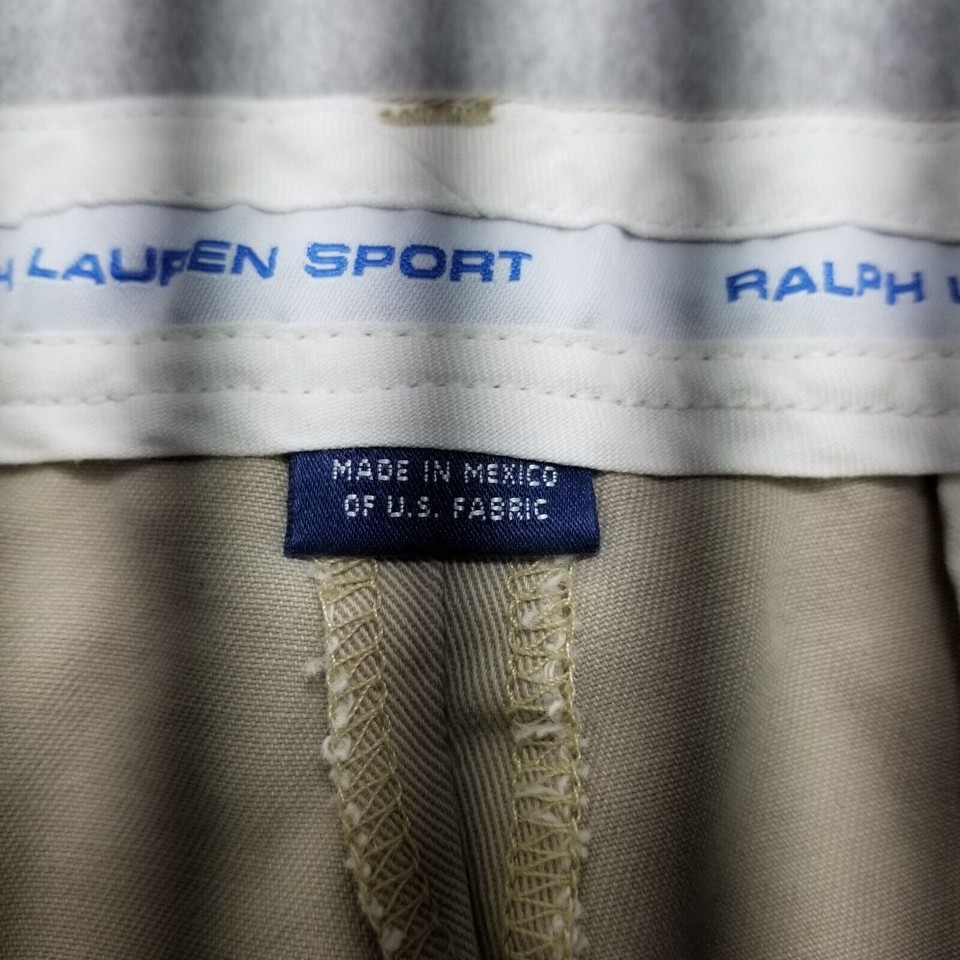 H LAUREN SPORT RALPH L
MADE IN MEXICO
OF U.S. FABRIC